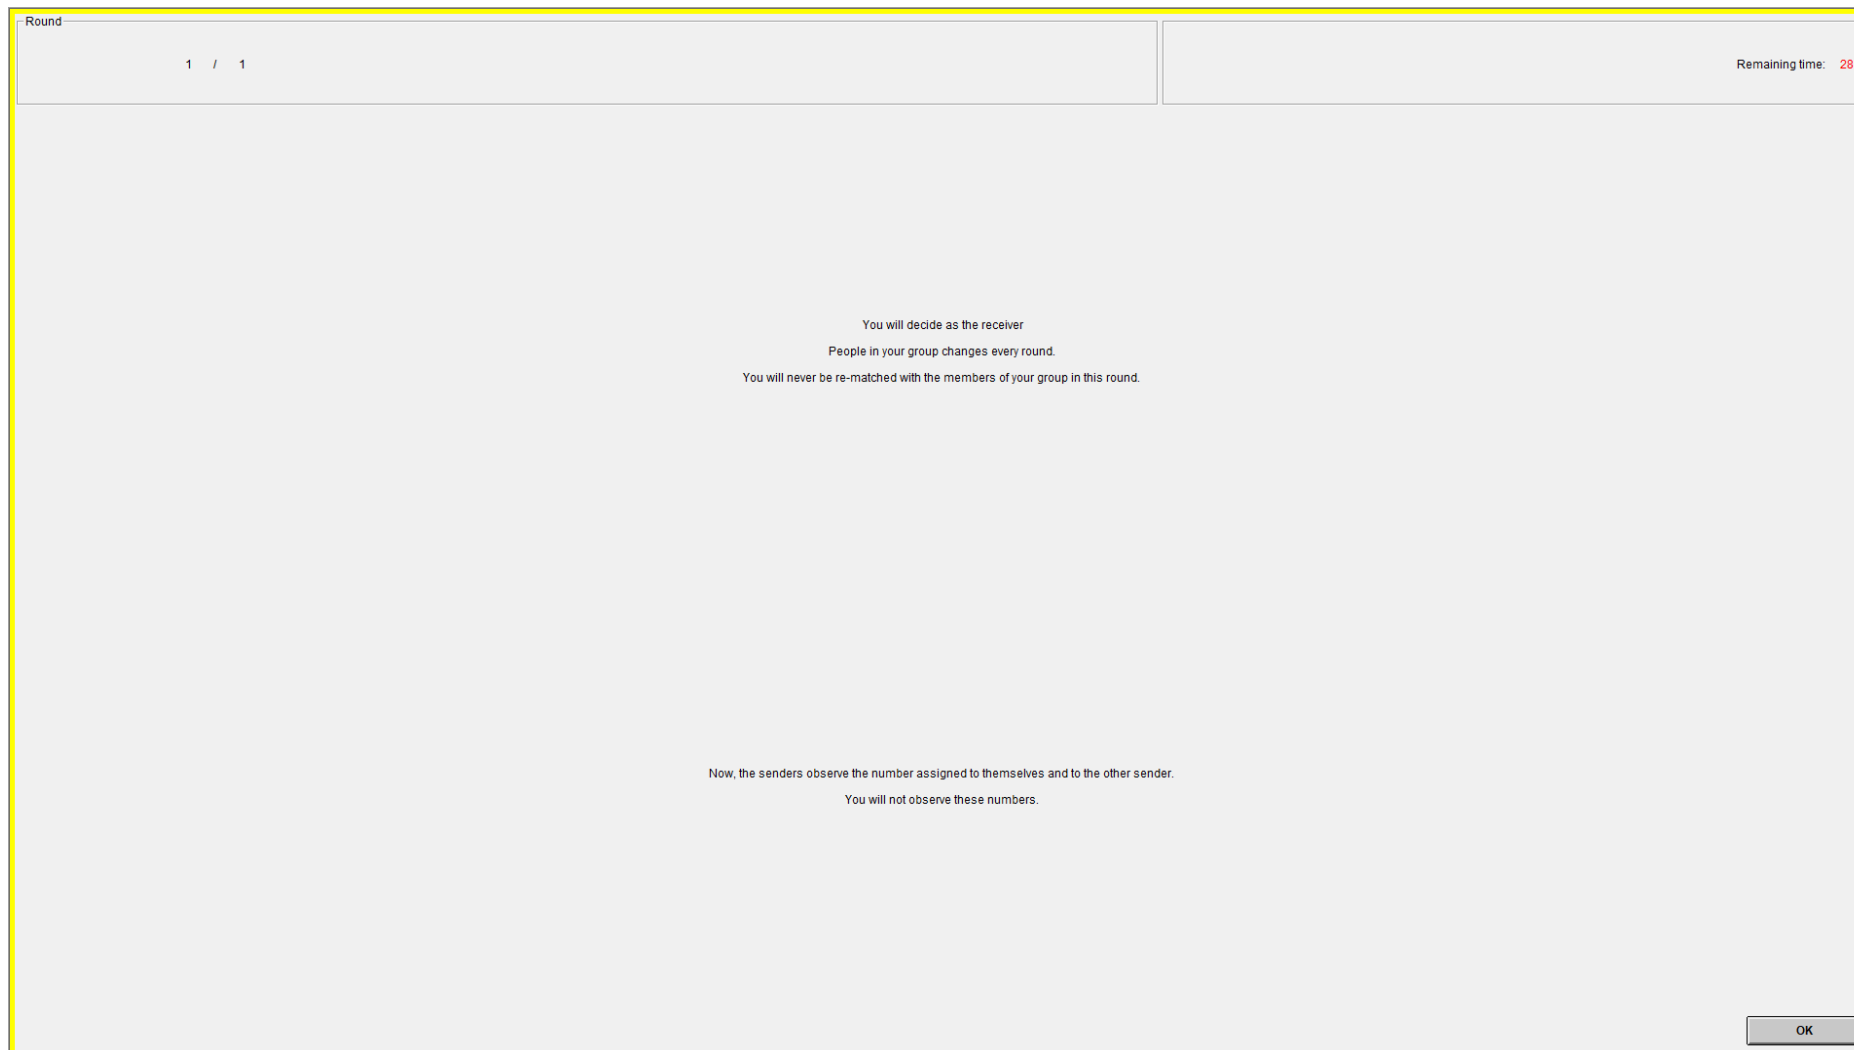 Round
1 / 1
Remaining time: 28
You will decide as the receiver
People in your group changes every round.
You will never be re-matched with the members of your group in this round.
Now, the senders observe the number assigned to themselves and to the other sender.
You will not observe these numbers.
OK